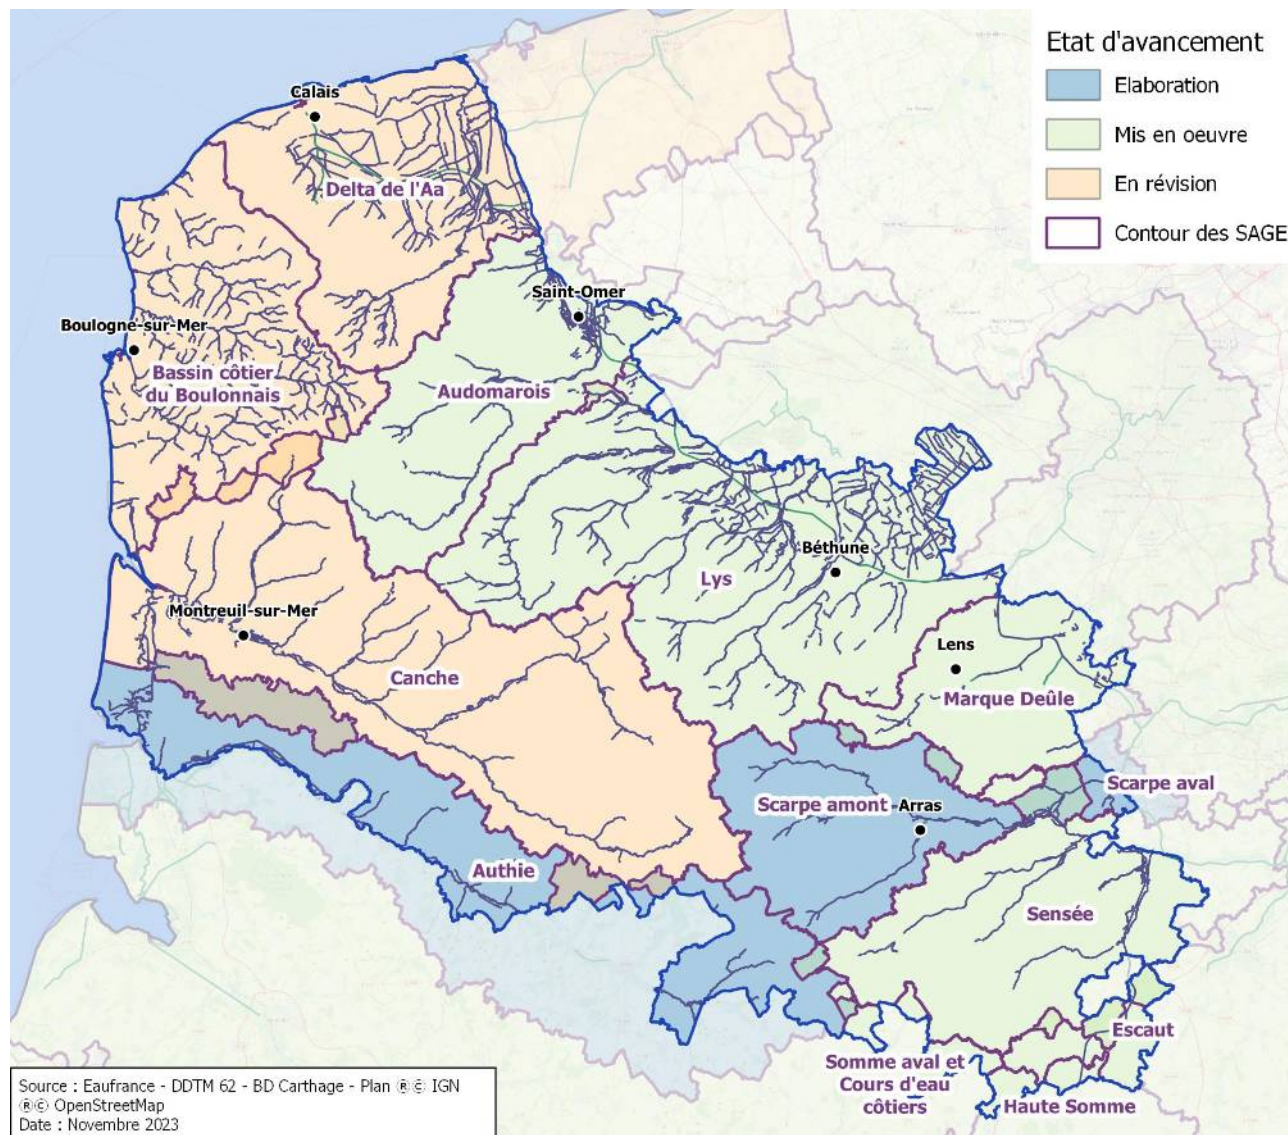 Etat d'avancement
Elaboration
Mis en oeuvre
En révision
Contour des SAGE
Calais
Delta de l'Aa
Saint-Omer
Boulogne-sur-Mer
Bassin côtier
du Boulonnais
Audomarois
Béthune
Lys
Montreuil-sur-Mer
Lens
Canche
Marque Deûle
Scarpe aval
Scarpe amont
Arras
Authie
Sensée
Escaut
Somme aval et
Cours d'eau
côtiers
Haute Somme
Source : Eaufrance - DDTM 62 - BD Carthage - Plan ®© IGN
®© OpenStreetMap
Date : Novembre 2023